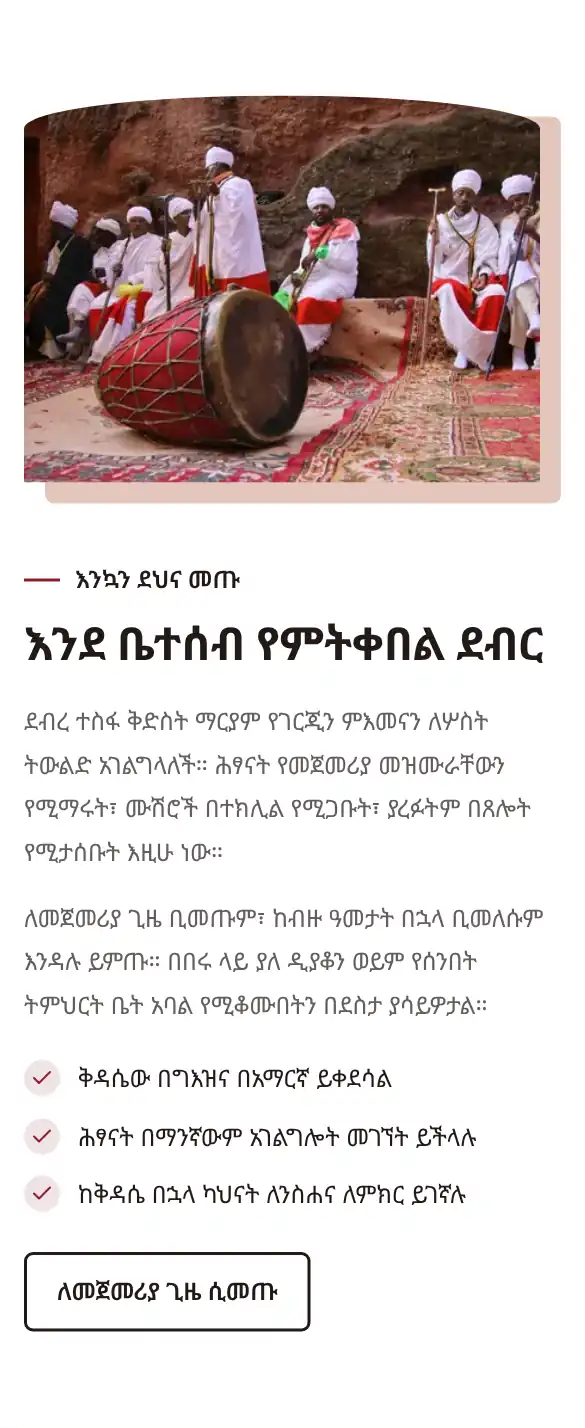 እንኳን ደህና መጡ
እንደ ቤተሰብ የምትቀበል ደብር
ደብረ ተስፋ ቅድስት ማርያም የገርጂን ምእመናን ለሦስት
ትውልድ አገልግላለች። ሕፃናት የመጀመሪያ መዝሙራቸውን
የሚማሩት፣ ሙሽሮች በተክሊል የሚጋቡት፣ ያረፉትም በጸሎት
የሚታሰቡት እዚሁ ነው።
ለመጀመሪያ ጊዜ ቢመጡም፣ ከብዙ ዓመታት በኋላ ቢመለሱም
እንዳሉ ይምጡ። በበሩ ላይ ያለ ዲያቆን ወይም የሰንበት
ትምህርት ቤት አባል የሚቆሙበትን በደስታ ያሳይዎታል።
ቅዳሴው በግእዝና በአማርኛ ይቀደሳል
ሕፃናት በማንኛውም አገልግሎት መገኘት ይችላሉ
ከቅዳሴ በኋላ ካህናት ለንስሐና ለምክር ይገኛሉ
ለመጀመሪያ ጊዜ ሲመጡ